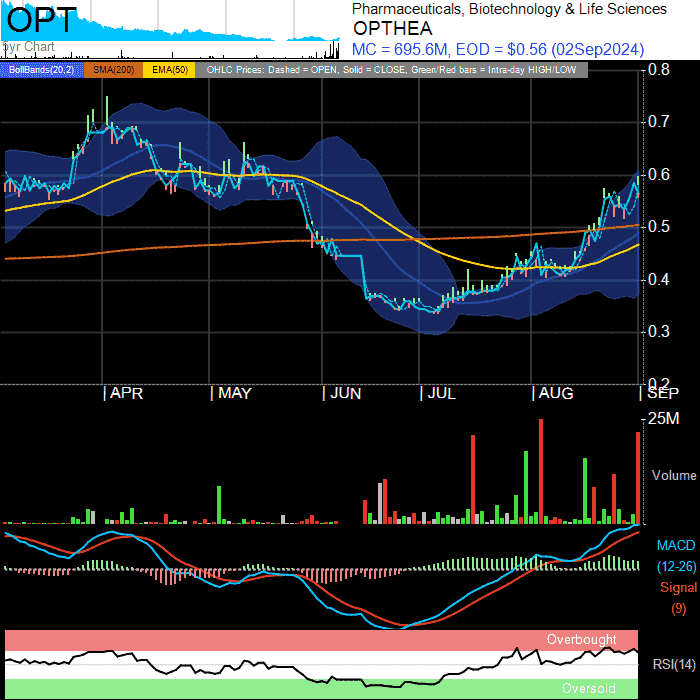 OPT
Pharmaceuticals, Biotechnology & Life Sciences
OPTHEA
5yr Chart
MC = 695.6M, EOD = $0.56 (02Sep2024)
BollBands(20,2) SMA(200) EMA(50) OHLC Prices: Dashed = OPEN, Solid = CLOSE, Green/Red bars = Intra-day HIGH/LOW
0.8
0.7
0.6
0.5
0.4
0.3
0.2
APR MAY JUN JUL AUG SEP
25M
Volume
MACD
(12-26)
Signal
(9)
Overbought
RSI(14)
Oversold